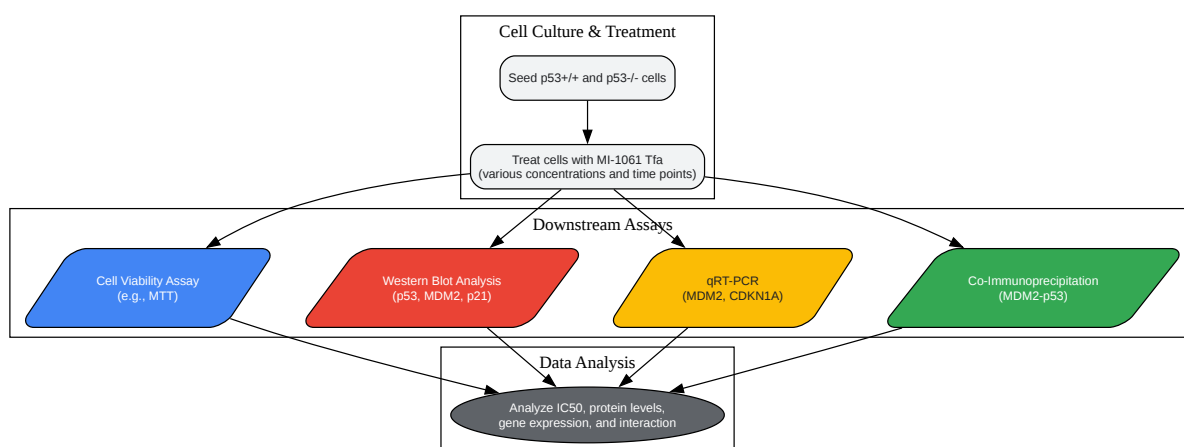 Cell Culture & Treatment
Seed p53+/+ and p53-/- cells
Treat cells with MI-1061 Tfa
(various concentrations and time points)
Downstream Assays
Cell Viability Assay
(e.g., MTT)
Western Blot Analysis
(p53, MDM2, p21)
qRT-PCR
(MDM2, CDKN1A)
Co-Immunoprecipitation
(MDM2-p53)
Data Analysis
Analyze IC50, protein levels,
gene expression, and interaction